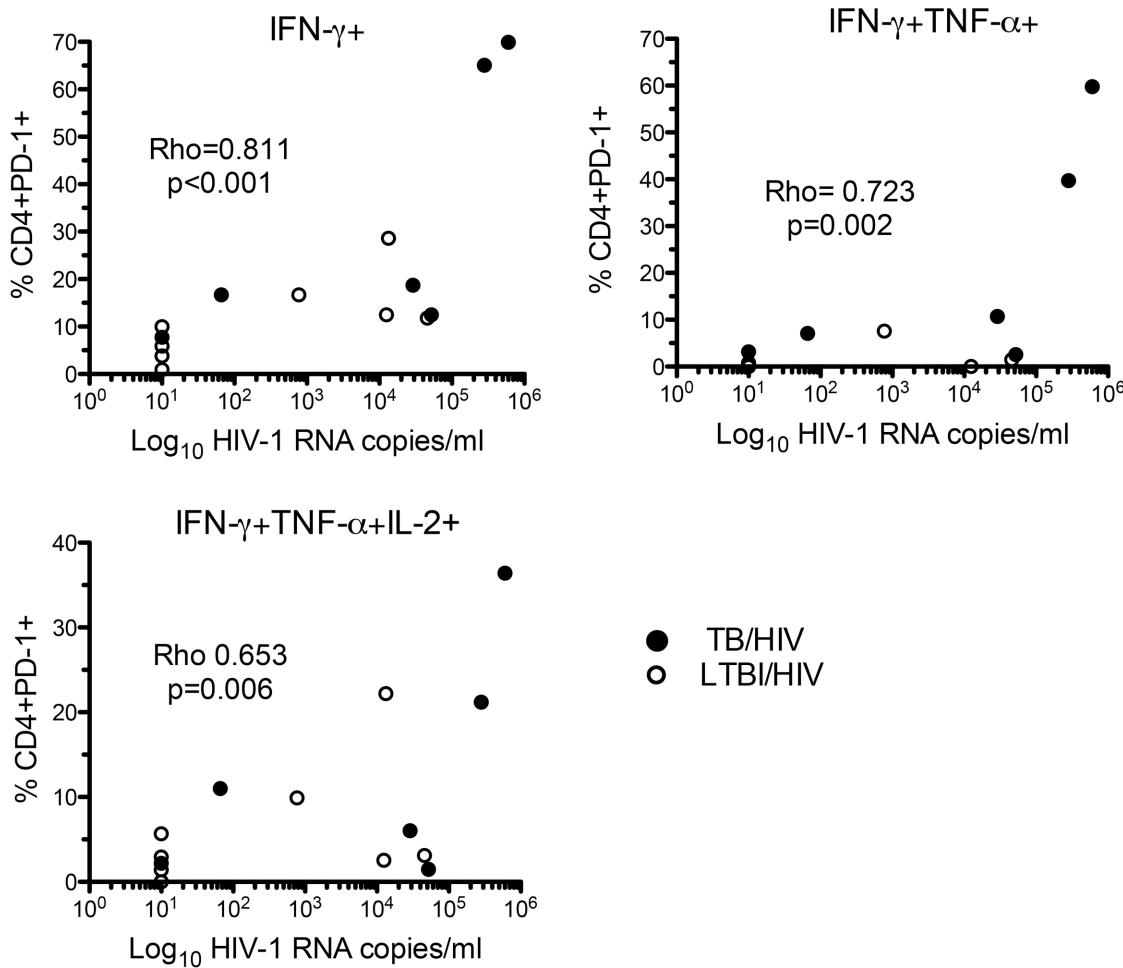 IFN-γ+
70
60
50
40
30
20
10
0
% CD4+PD-1+
Rho=0.811
p<0.001
10⁰ 10¹ 10² 10³ 10⁴ 10⁵ 10⁶
Log₁₀ HIV-1 RNA copies/ml
IFN-γ+TNF-α+
70
60
50
40
30
20
10
0
% CD4+PD-1+
Rho= 0.723
p=0.002
10⁰ 10¹ 10² 10³ 10⁴ 10⁵ 10⁶
Log₁₀ HIV-1 RNA copies/ml
IFN-γ+TNF-α+IL-2+
40
30
20
10
0
% CD4+PD-1+
Rho 0.653
p=0.006
10⁰ 10¹ 10² 10³ 10⁴ 10⁵ 10⁶
Log₁₀ HIV-1 RNA copies/ml
TB/HIV
LTBI/HIV